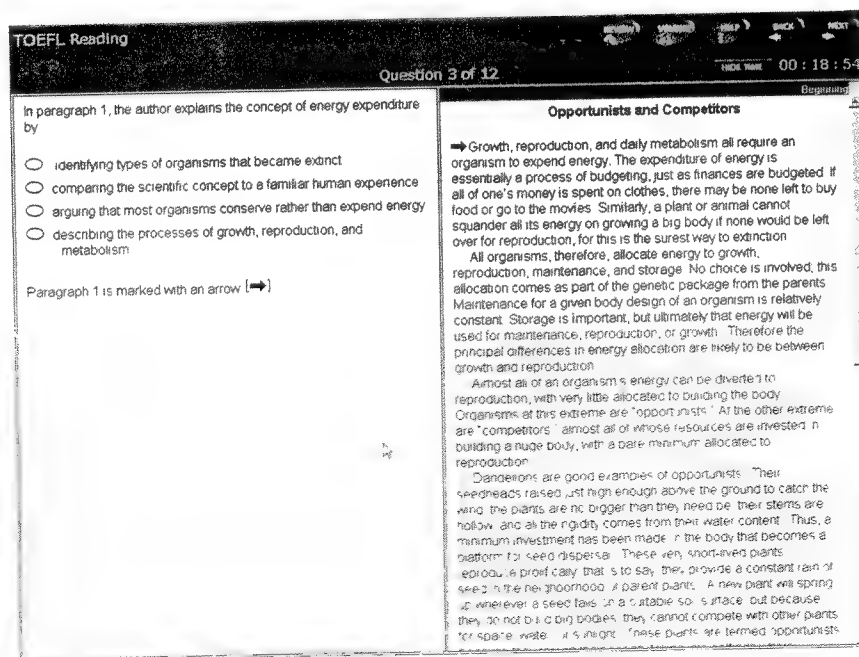 TOEFL Reading
HELP
BACK
NEXT
Question 3 of 12
HIDE TIME 00 : 18 : 54
Beginning
In paragraph 1, the author explains the concept of energy expenditure
by
identifying types of organisms that became extinct
comparing the scientific concept to a familiar human experience
arguing that most organisms conserve rather than expend energy
describing the processes of growth, reproduction, and
metabolism
Paragraph 1 is marked with an arrow [➡]
Opportunists and Competitors
➡ Growth, reproduction, and daily metabolism all require an
organism to expend energy. The expenditure of energy is
essentially a process of budgeting, just as finances are budgeted If
all of one's money is spent on clothes, there may be none left to buy
food or go to the movies Similarly, a plant or animal cannot
squander all its energy on growing a big body if none would be left
over for reproduction, for this is the surest way to extinction
All organisms, therefore, allocate energy to growth,
reproduction, maintenance, and storage No choice is involved, this
allocation comes as part of the genetic package from the parents
Maintenance for a given body design of an organism is relatively
constant Storage is important, but ultimately that energy will be
used for maintenance, reproduction, or growth Therefore the
principal differences in energy allocation are likely to be between
growth and reproduction
Almost all of an organism s energy can be diverted to
reproduction, with very little allocated to building the body
Organisms at this extreme are "opportunists " At the other extreme
are "competitors " almost all of whose resources are invested in
building a huge body, with a bare minimum allocated to
reproduction
Dandelions are good examples of opportunists Their
seedheads raised just high enough above the ground to catch the
wind the plants are no bigger than they need be their stems are
hollow and all the rigidity comes from their water content Thus, a
minimum investment has been made in the body that becomes a
platform for seed dispersal These very short-lived plants
reproduce prolifically that is to say they provide a constant rain of
seed in the neighborhood of parent plants A new plant will spring
up wherever a seed falls on a suitable soil surface but because
they do not build big bodies they cannot compete with other plants
for space water sunlight These plants are termed opportunists